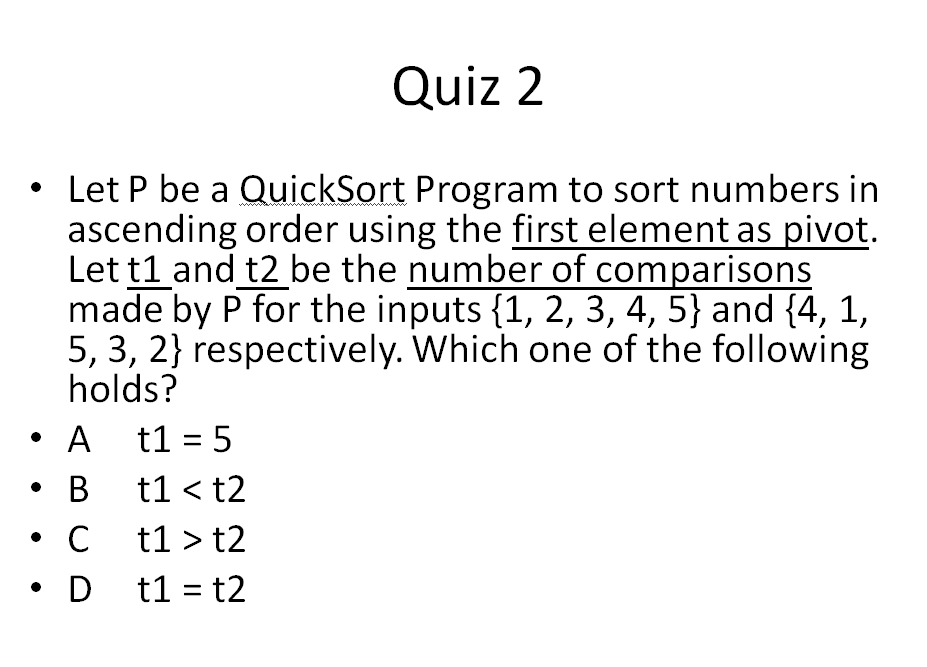 Quiz 2
• Let P be a QuickSort Program to sort numbers in
ascending order using the first element as pivot.
Let t1 and t2 be the number of comparisons
made by P for the inputs {1, 2, 3, 4, 5} and {4, 1,
5, 3, 2} respectively. Which one of the following
holds?
• A t1 = 5
• B t1 < t2
• C t1 > t2
• D t1 = t2